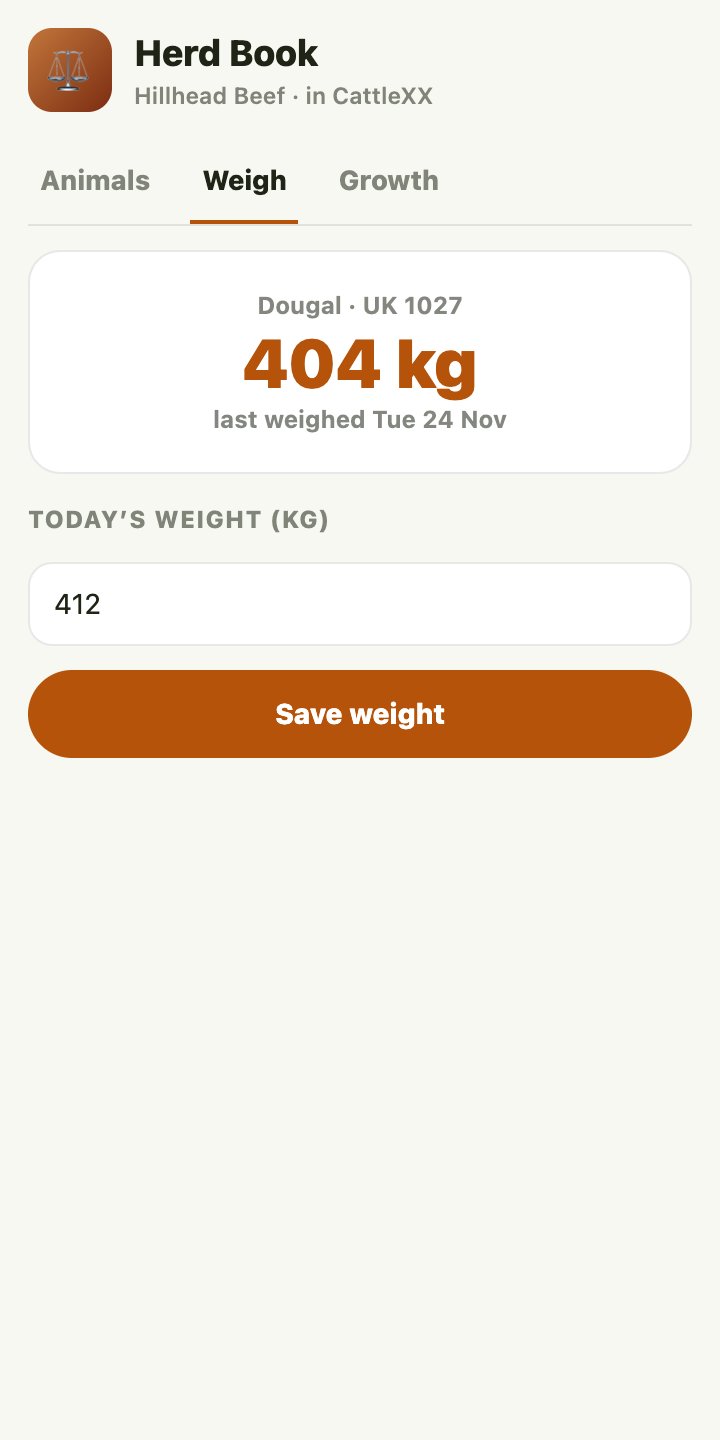 Herd Book
Hillhead Beef · in CattleXX
Animals Weigh Growth
Dougal · UK 1027
404 kg
last weighed Tue 24 Nov
TODAY’S WEIGHT (KG)
412
Save weight